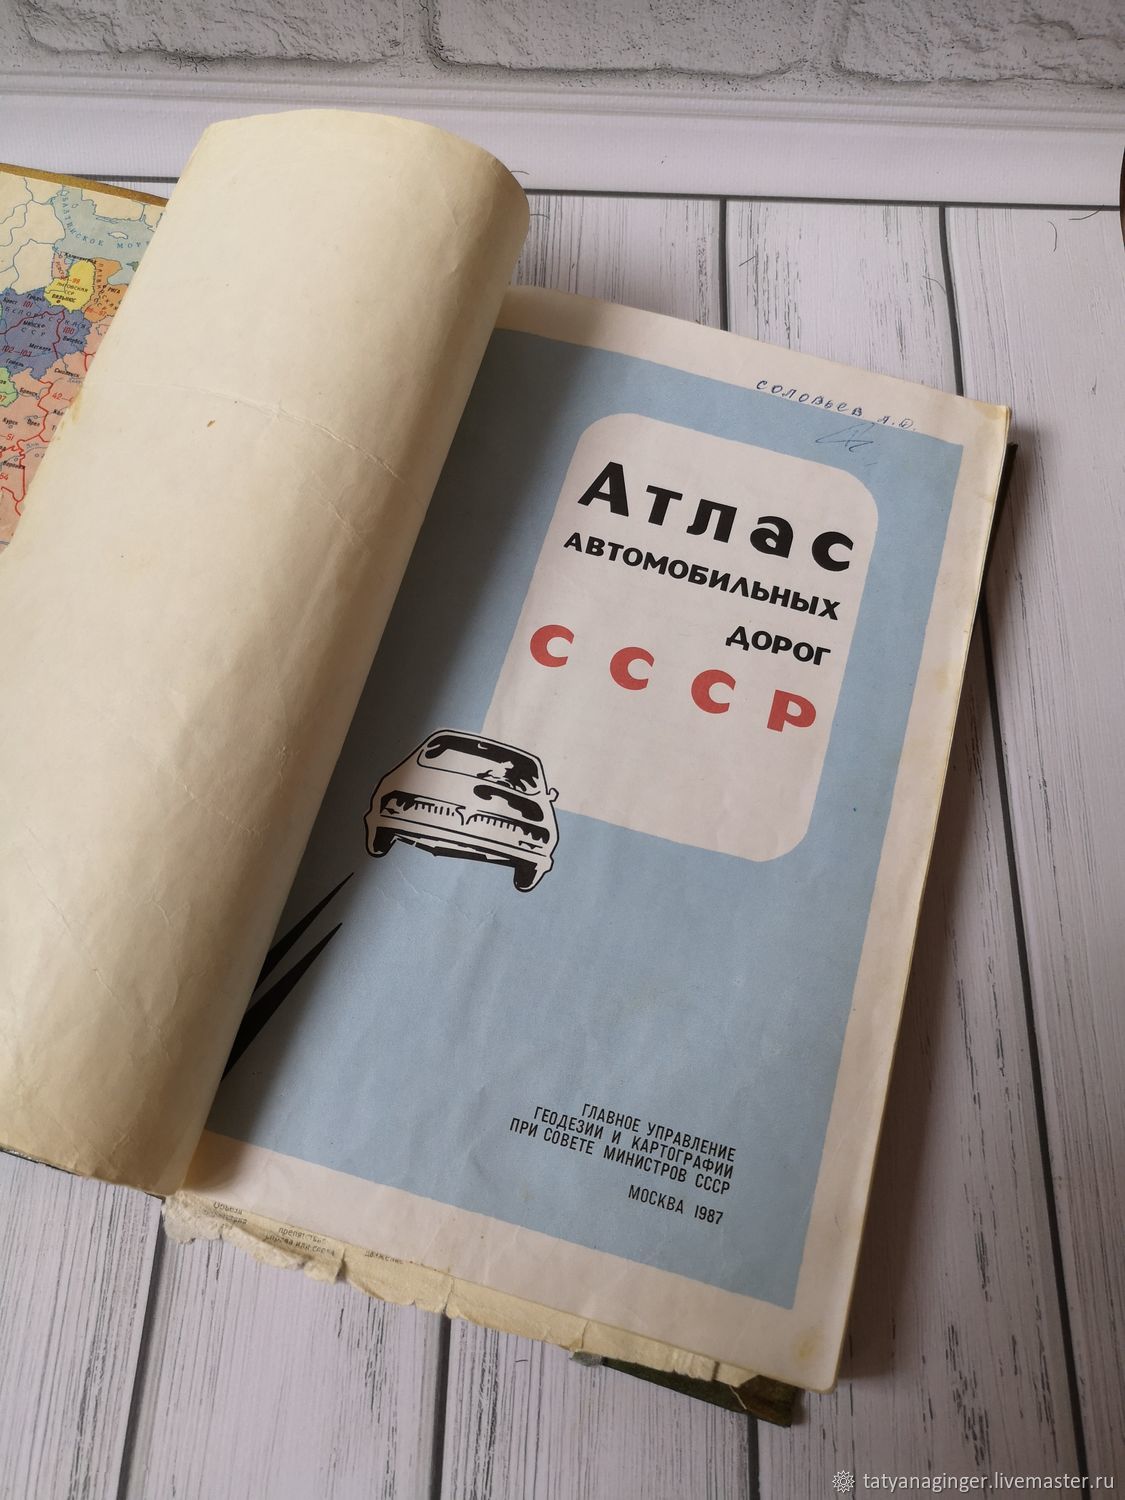 СОЛОВЬЕВ А.Д.
Атлас
АВТОМОБИЛЬНЫХ
ДОРОГ
СССР
ГЛАВНОЕ УПРАВЛЕНИЕ
ГЕОДЕЗИИ И КАРТОГРАФИИ
ПРИ СОВЕТЕ МИНИСТРОВ СССР
МОСКВА 1987
tatyanaginger.livemaster.ru